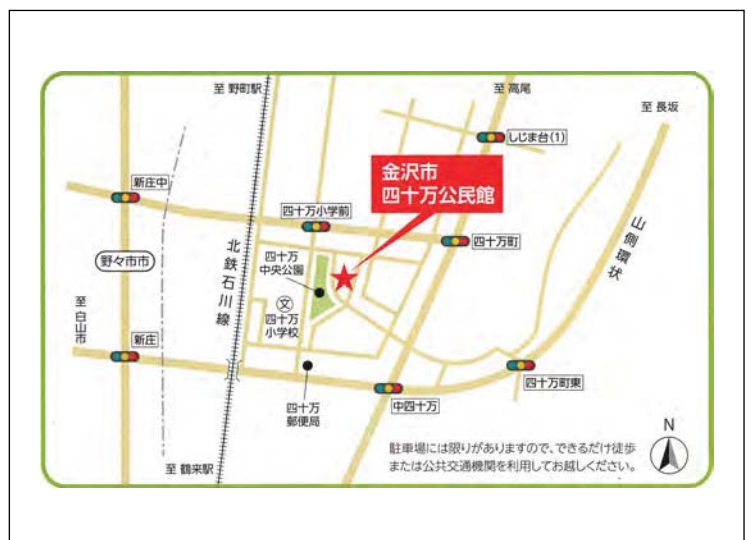 至 野町駅
至 高尾
至 長坂
しじま台(1)
金沢市
四十万公民館
新庄中
四十万小学前
四十万町
山側環状
野々市市
北鉄石川線
四十万
中央公園
文
四十万
小学校
至 白山市
新庄
四十万町東
四十万
郵便局
中四十万
N
駐車場には限りがありますので、できるだけ徒歩
または公共交通機関を利用してお越しください。
至 鶴来駅